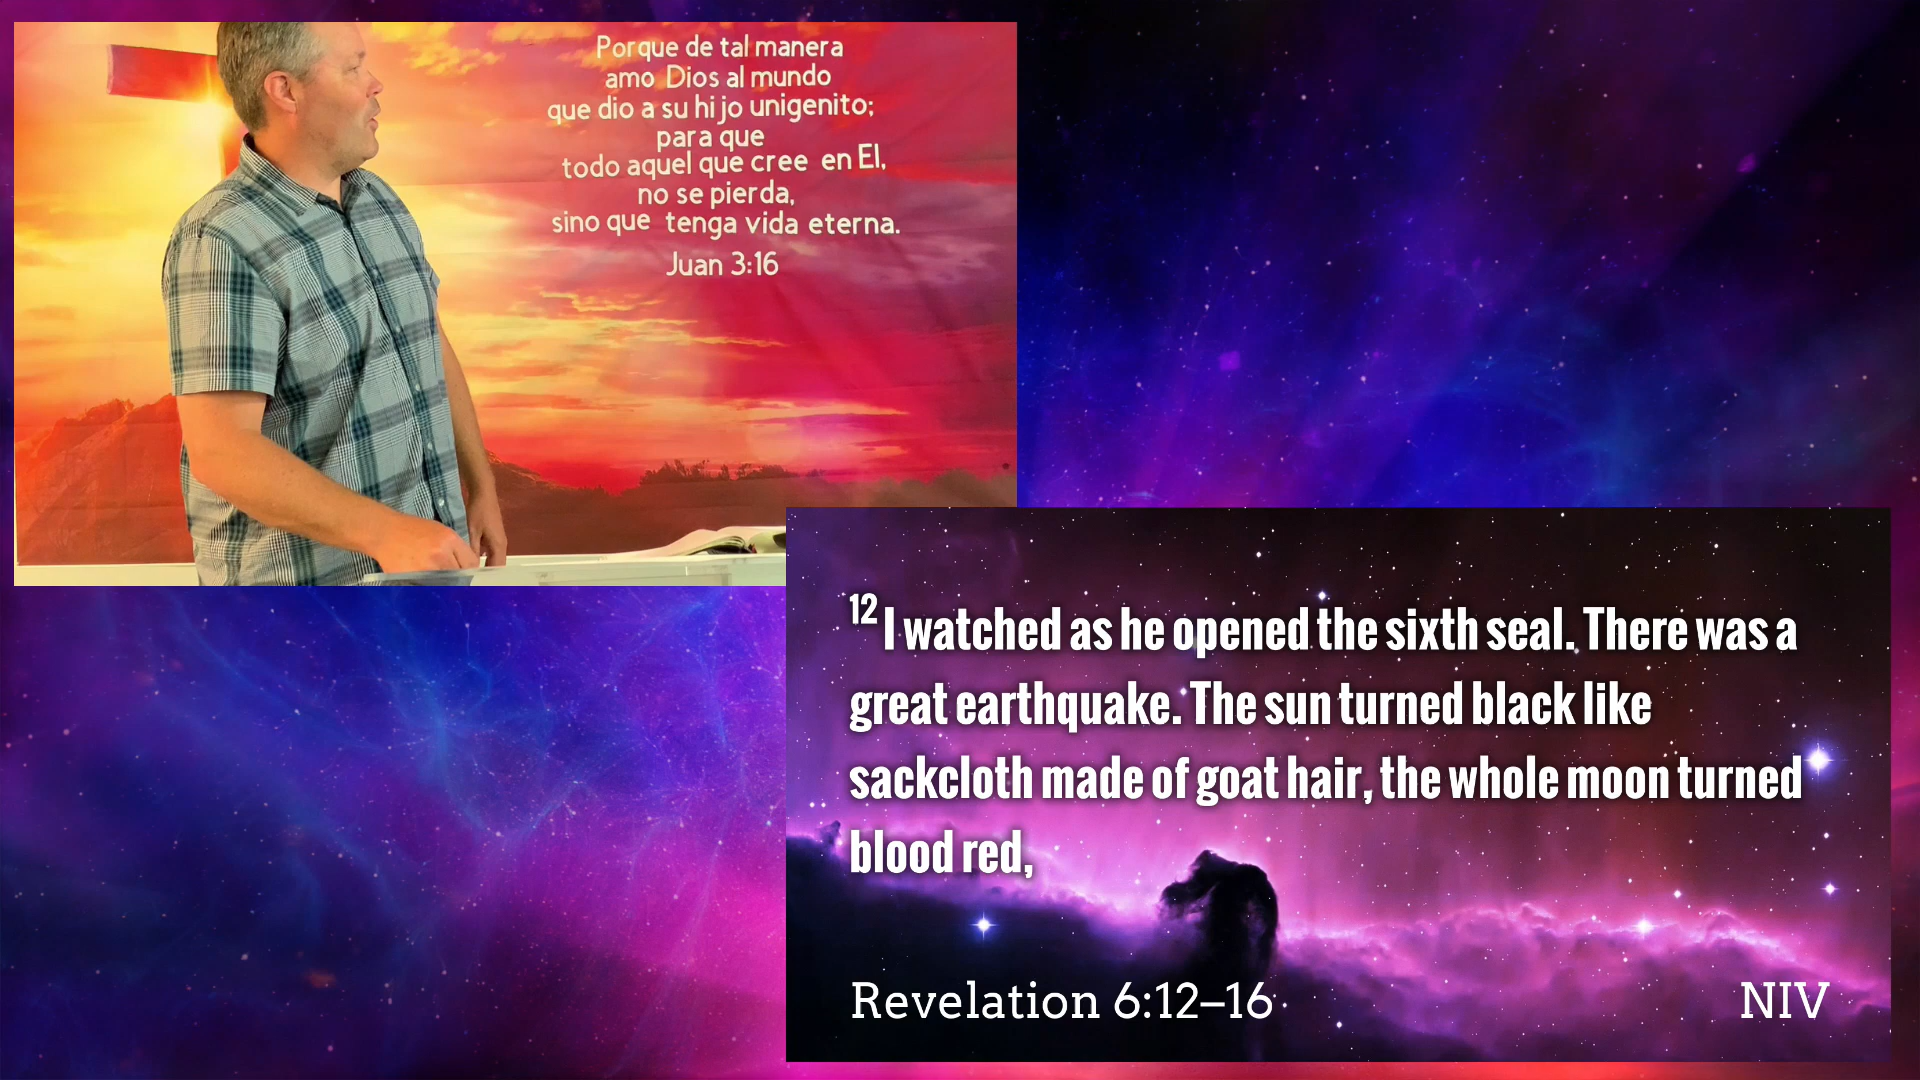 Porque de tal manera
amo Dios al mundo
que dio a su hijo unigenito;
para que
todo aquel que cree en El,
no se pierda,
sino que tenga vida eterna.
Juan 3:16
12 I watched as he opened the sixth seal. There was a
great earthquake. The sun turned black like
sackcloth made of goat hair, the whole moon turned
blood red,
Revelation 6:12–16
NIV